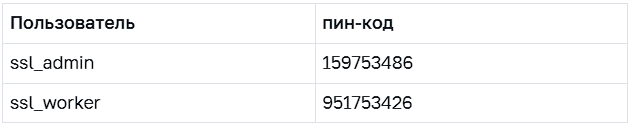 Пользователь пин-код
ssl_admin 159753486
ssl_worker 951753426